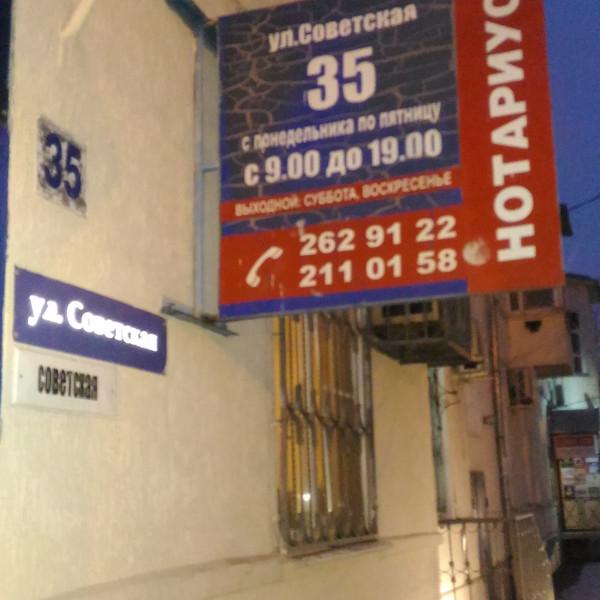 ул.Советская
35
с понедельника по пятницу
с 9.00 до 19.00
ВЫХОДНОЙ: СУББОТА, ВОСКРЕСЕНЬЕ
262 91 22
211 01 58
НОТАРИУС
35
ул. Советская
СОВЕТСКАЯ